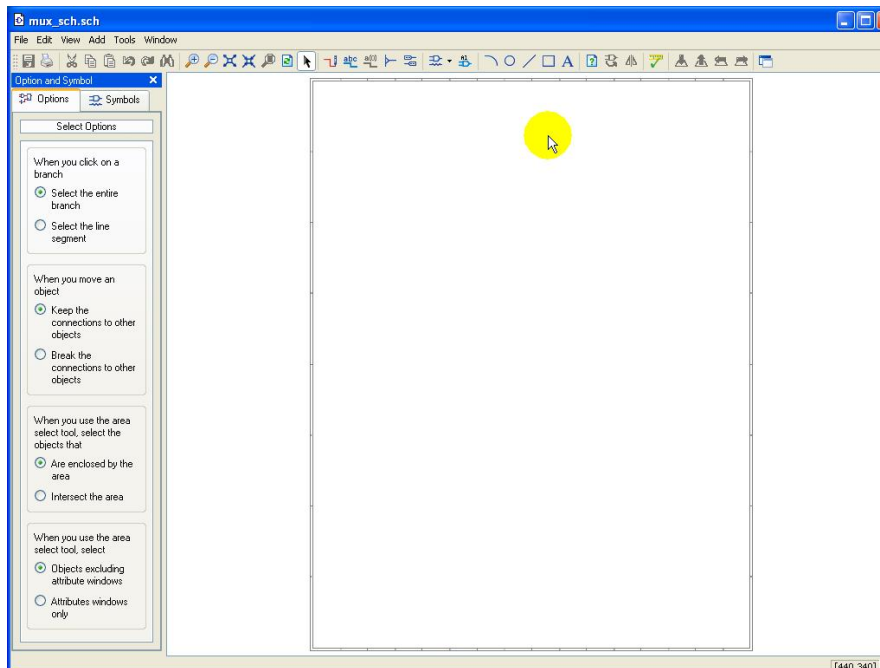 mux_sch.sch
File Edit View Add Tools Window
abc A
Option and Symbol
Options Symbols
Select Options
When you click on a
branch
Select the entire
branch
Select the line
segment
When you move an
object
Keep the
connections to other
objects
Break the
connections to other
objects
When you use the area
select tool, select the
objects that
Are enclosed by the
area
Intersect the area
When you use the area
select tool, select
Objects excluding
attribute windows
Attributes windows
only
[440,340]